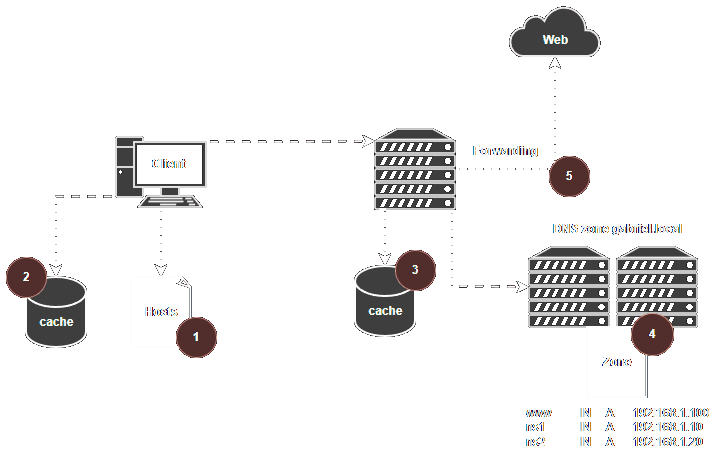 Web
Client
Forwarding
5
DNS zone gabriel.local
2
3
cache
Hosts
1
cache
4
Zone
www IN A 192.168.1.100
ns1 IN A 192.168.1.10
ns2 IN A 192.168.1.20